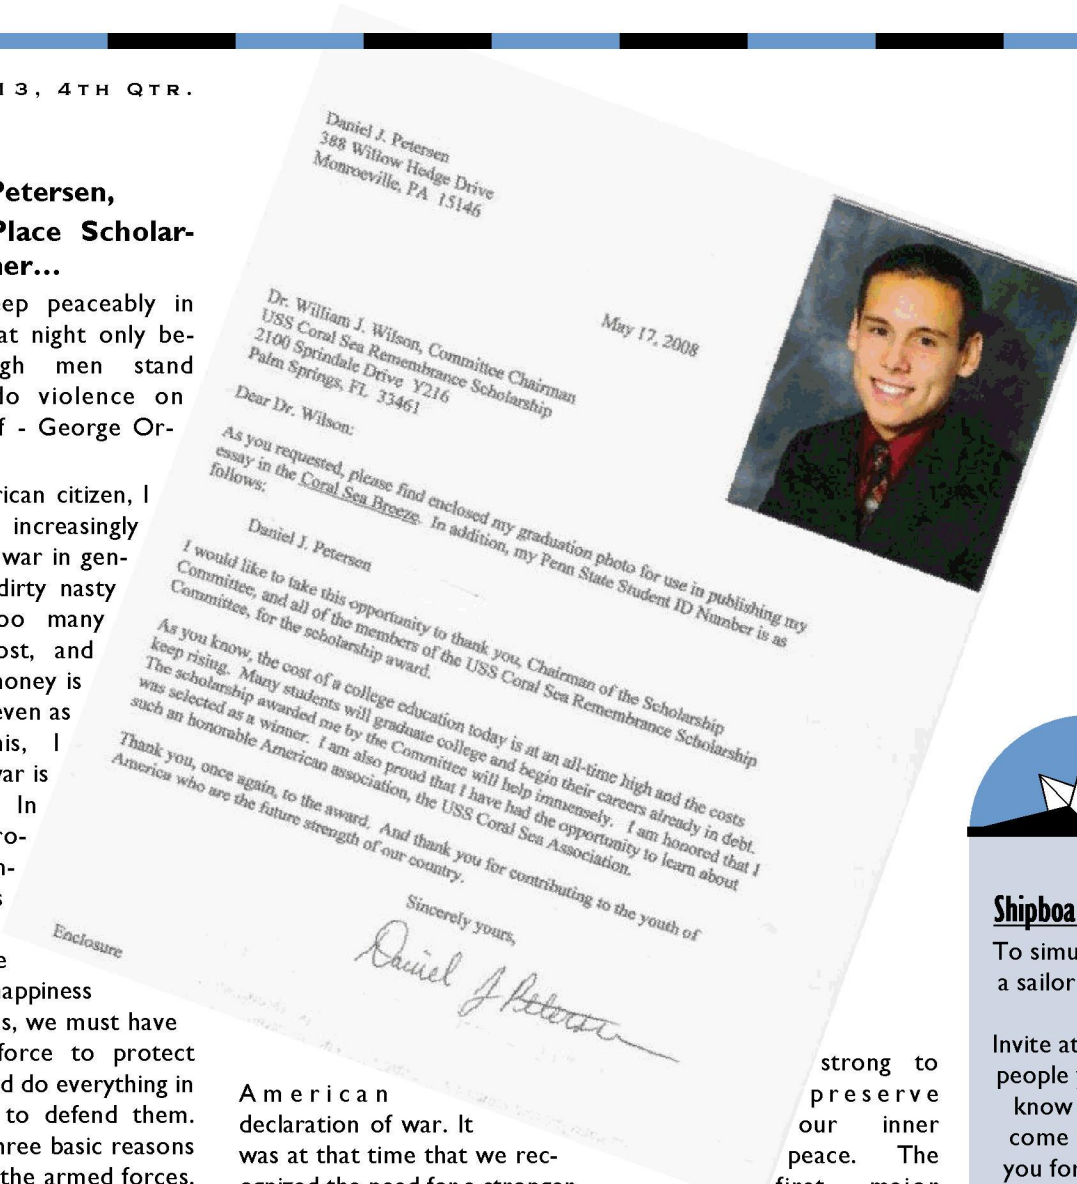 13, 4TH QTR.
Petersen,
Place Scholar-
ner...
eep peaceably in
at night only be-
gh men stand
do violence on
f - George Or-
rican citizen, I
increasingly
war in gen-
dirty nasty
oo many
ost, and
money is
even as
his, I
war is
In
ro-
n-
s
e
happiness
s, we must have
force to protect
d do everything in
to defend them.
hree basic reasons
the armed forces.
Daniel J. Petersen
388 Willow Hedge Drive
Monroeville, PA 15146
May 17, 2008
Dr. William J. Wilson, Committee Chairman
USS Coral Sea Remembrance Scholarship
2100 Sprindale Drive Y216
Palm Springs, FL 33461
Dear Dr. Wilson:
As you requested, please find enclosed my graduation photo for use in publishing my
essay in the Coral Sea Breeze. In addition, my Penn State Student ID Number is as
follows:
Daniel J. Petersen
I would like to take this opportunity to thank you, Chairman of the Scholarship
Committee, and all of the members of the USS Coral Sea Remembrance Scholarship
Committee, for the scholarship award.
As you know, the cost of a college education today is at an all-time high and the costs
keep rising. Many students will graduate college and begin their careers already in debt.
The scholarship awarded me by the Committee will help immensely. I am honored that I
was selected as a winner. I am also proud that I have had the opportunity to learn about
such an honorable American association, the USS Coral Sea Association.
Thank you, once again, to the award. And thank you for contributing to the youth of
America who are the future strength of our country.
Sincerely yours,
Daniel J Petersen
Enclosure
American
declaration of war. It
was at that time that we rec-
ognized the need for a stronger
strong to
preserve
our inner
peace. The
first major
Shipboa
To simu
a sailor
Invite at
people y
know
come
you for